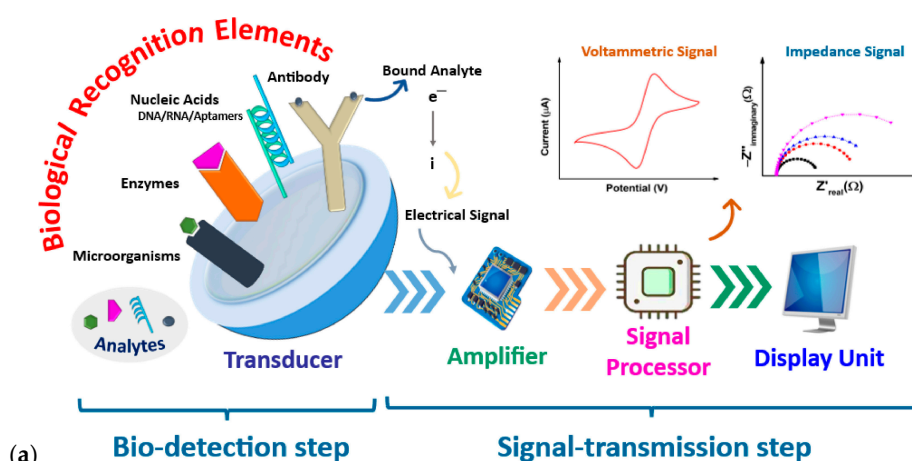 Biological Recognition Elements
Antibody
Nucleic Acids
DNA/RNA/Aptamers
Enzymes
Microorganisms
Analytes
Transducer
Bound Analyte
e—
i
Electrical Signal
Voltammetric Signal
Current (µA)
Potential (V)
Impedance Signal
–Z''immaginary(Ω)
Z'real(Ω)
Amplifier
Signal
Processor
Display Unit
(a)
Bio-detection step
Signal-transmission step